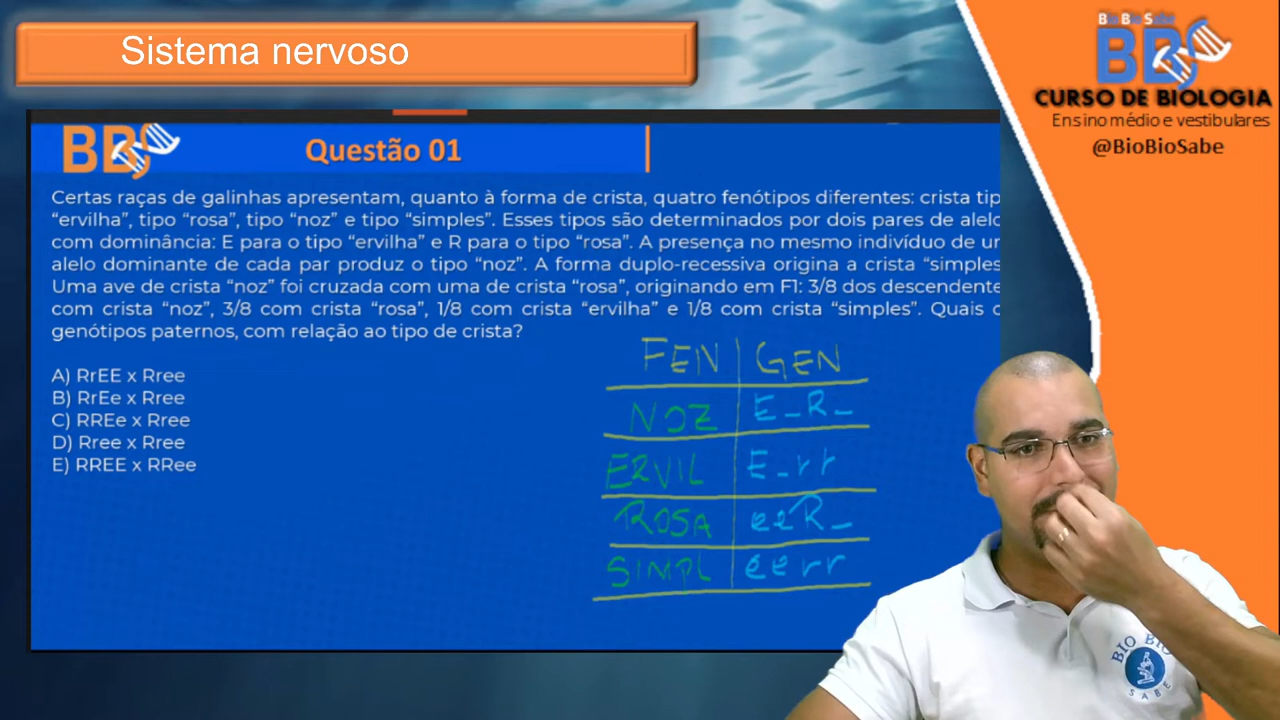 Sistema nervoso
Bio Bio Sabe
BBS
CURSO DE BIOLOGIA
Ensino médio e vestibulares
@BioBioSabe
BBS
Questão 01
Certas raças de galinhas apresentam, quanto à forma de crista, quatro fenótipos diferentes: crista tip
“ervilha”, tipo “rosa”, tipo “noz” e tipo “simples”. Esses tipos são determinados por dois pares de alelo
com dominância: E para o tipo “ervilha” e R para o tipo “rosa”. A presença no mesmo indivíduo de um
alelo dominante de cada par produz o tipo “noz”. A forma duplo-recessiva origina a crista “simples
Uma ave de crista “noz” foi cruzada com uma de crista “rosa”, originando em F1: 3/8 dos descendente
com crista “noz”, 3/8 com crista “rosa”, 1/8 com crista “ervilha” e 1/8 com crista “simples”. Quais o
genótipos paternos, com relação ao tipo de crista?
A) RrEE x Rree
B) RrEe x Rree
C) RREe x Rree
D) Rree x Rree
E) RREE x RRee
FEN GEN
NOZ E_R_
ERVIL E_rr
ROSA eeR_
SIMPL eerr
BIO BIO
SABE